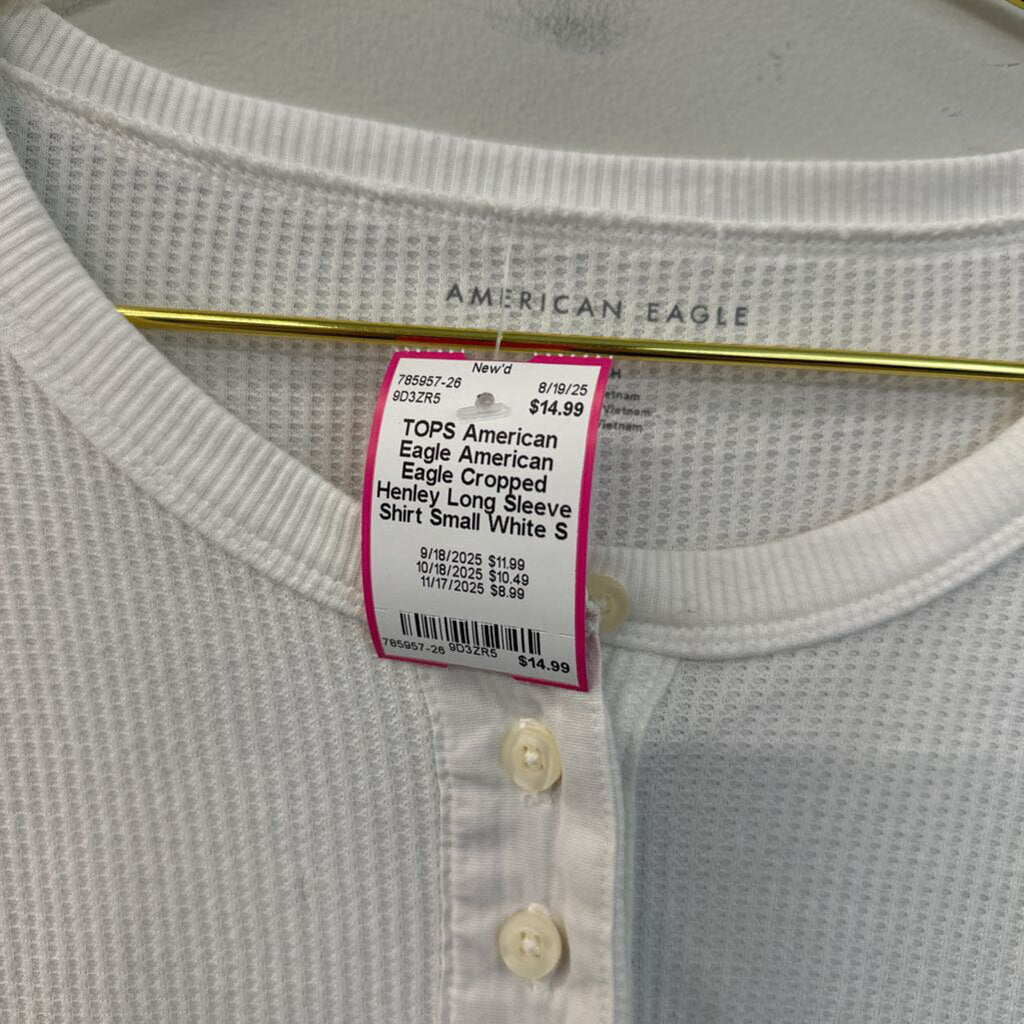 AMERICAN EAGLE
New'd
785957-26 8/19/25
9D3ZR5 $14.99
TOPS American
Eagle American
Eagle Cropped
Henley Long Sleeve
Shirt Small White S
9/18/2025 $11.99
10/18/2025 $10.49
11/17/2025 $8.99
785957-26 9D3ZR5 $14.99
Vietnam